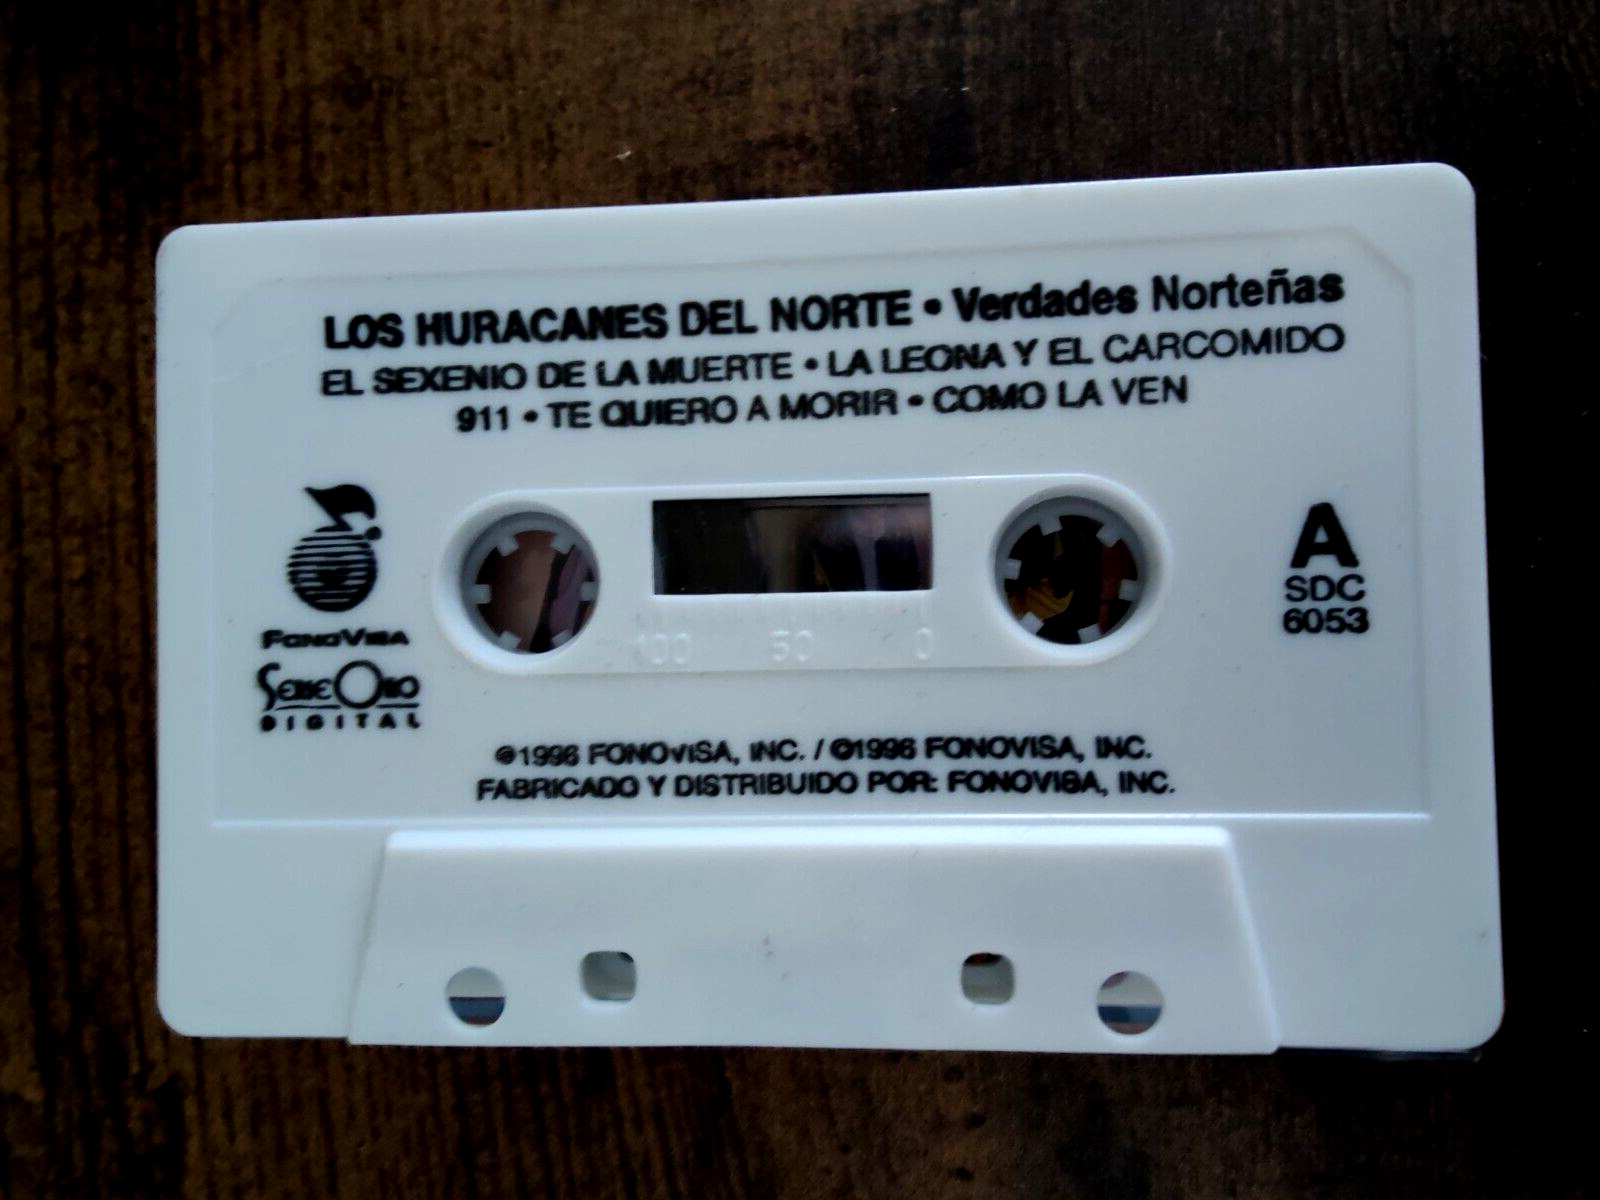 LOS HURACANES DEL NORTE • Verdades Norteñas
EL SEXENIO DE LA MUERTE • LA LEONA Y EL CARCOMIDO
911 • TE QUIERO A MORIR • COMO LA VEN
A
SDC
6053
FONOVISA
SERIE ORO
DIGITAL
100 50 0
℗1996 FONOVISA, INC. / ©1996 FONOVISA, INC.
FABRICADO Y DISTRIBUIDO POR: FONOVISA, INC.